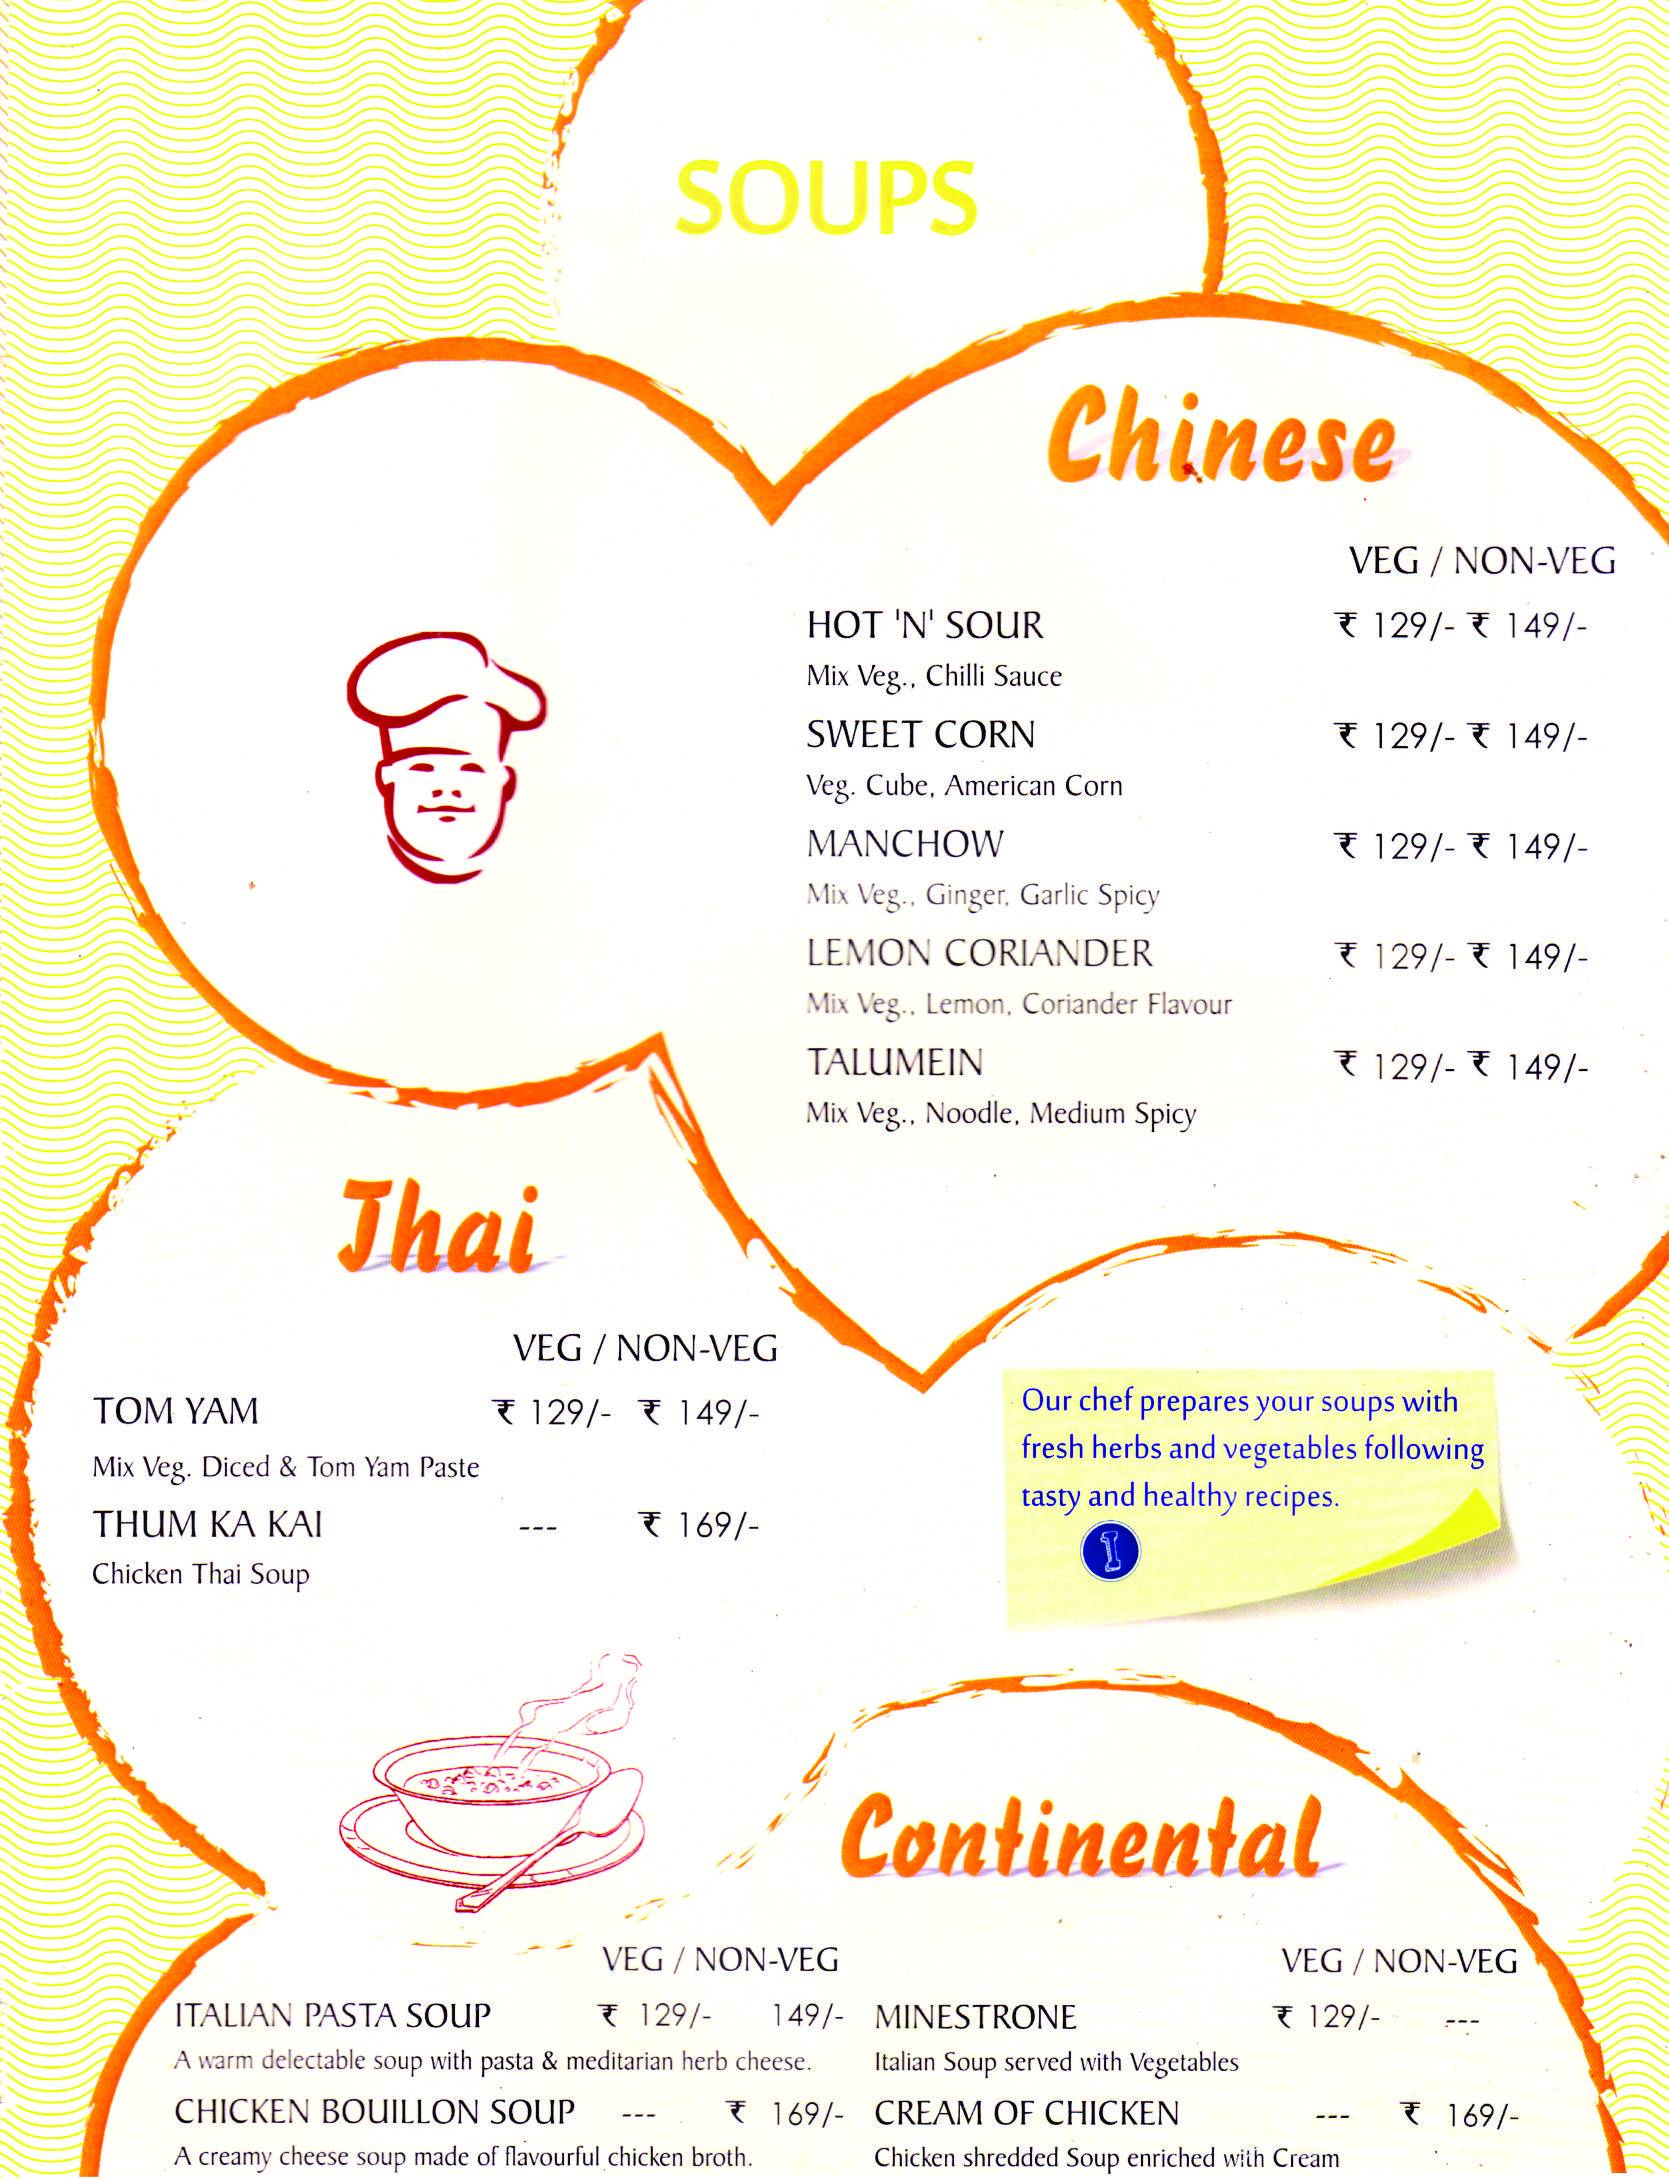 SOUPS
Chinese
VEG / NON-VEG
HOT 'N' SOUR ₹ 129/- ₹ 149/-
Mix Veg., Chilli Sauce
SWEET CORN ₹ 129/- ₹ 149/-
Veg. Cube, American Corn
MANCHOW ₹ 129/- ₹ 149/-
Mix Veg., Ginger, Garlic Spicy
LEMON CORIANDER ₹ 129/- ₹ 149/-
Mix Veg., Lemon, Coriander Flavour
TALUMEIN ₹ 129/- ₹ 149/-
Mix Veg., Noodle, Medium Spicy
Thai
VEG / NON-VEG
TOM YAM ₹ 129/- ₹ 149/-
Mix Veg. Diced & Tom Yam Paste
THUM KA KAI --- ₹ 169/-
Chicken Thai Soup
Our chef prepares your soups with
fresh herbs and vegetables following
tasty and healthy recipes.
1
Continental
VEG / NON-VEG
ITALIAN PASTA SOUP ₹ 129/- 149/-
A warm delectable soup with pasta & meditarian herb cheese.
CHICKEN BOUILLON SOUP --- ₹ 169/-
A creamy cheese soup made of flavourful chicken broth.
VEG / NON-VEG
MINESTRONE ₹ 129/- ---
Italian Soup served with Vegetables
CREAM OF CHICKEN --- ₹ 169/-
Chicken shredded Soup enriched with Cream